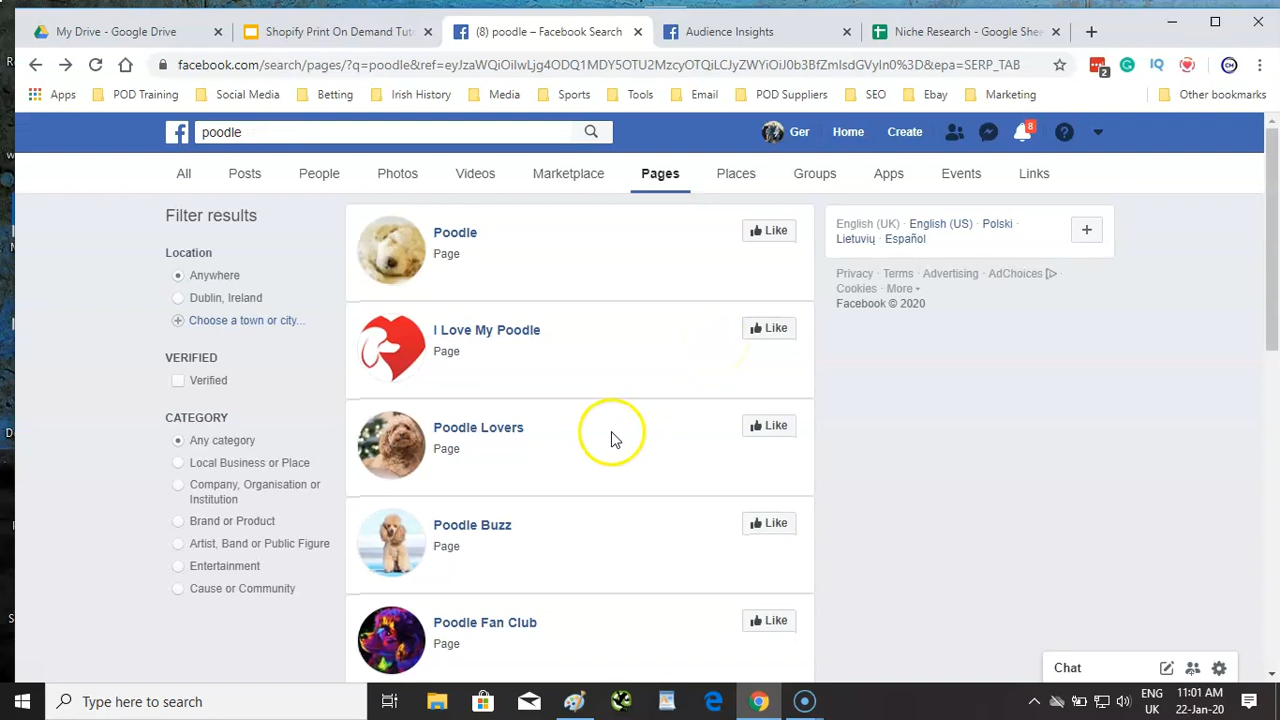 My Drive - Google Drive
Shopify Print On Demand Tut
(8) poodle – Facebook Search
Audience Insights
Niche Research - Google She
facebook.com/search/pages/?q=poodle&ref=eyJzaWQiOiIwLjg4ODQ1MDY5OTU2MzcyOTQiLCJyZWYiOiJ0b3BfZmlsdGVyIn0%3D&epa=SERP_TAB
2
Apps
POD Training
Social Media
Betting
Irish History
Media
Sports
Tools
Email
POD Suppliers
SEO
Ebay
Marketing
Other bookmarks
poodle
Ger
Home
Create
8
All
Posts
People
Photos
Videos
Marketplace
Pages
Places
Groups
Apps
Events
Links
Filter results
Location
Anywhere
Dublin, Ireland
Choose a town or city...
VERIFIED
Verified
CATEGORY
Any category
Local Business or Place
Company, Organisation or
Institution
Brand or Product
Artist, Band or Public Figure
Entertainment
Cause or Community
Poodle
Page
Like
I Love My Poodle
Page
Like
Poodle Lovers
Page
Like
Poodle Buzz
Page
Like
Poodle Fan Club
Page
Like
English (UK) · English (US) · Polski ·
Lietuvių · Español
Privacy · Terms · Advertising · AdChoices ·
Cookies · More
Facebook © 2020
Chat
Type here to search
ENG
UK
11:01 AM
22-Jan-20